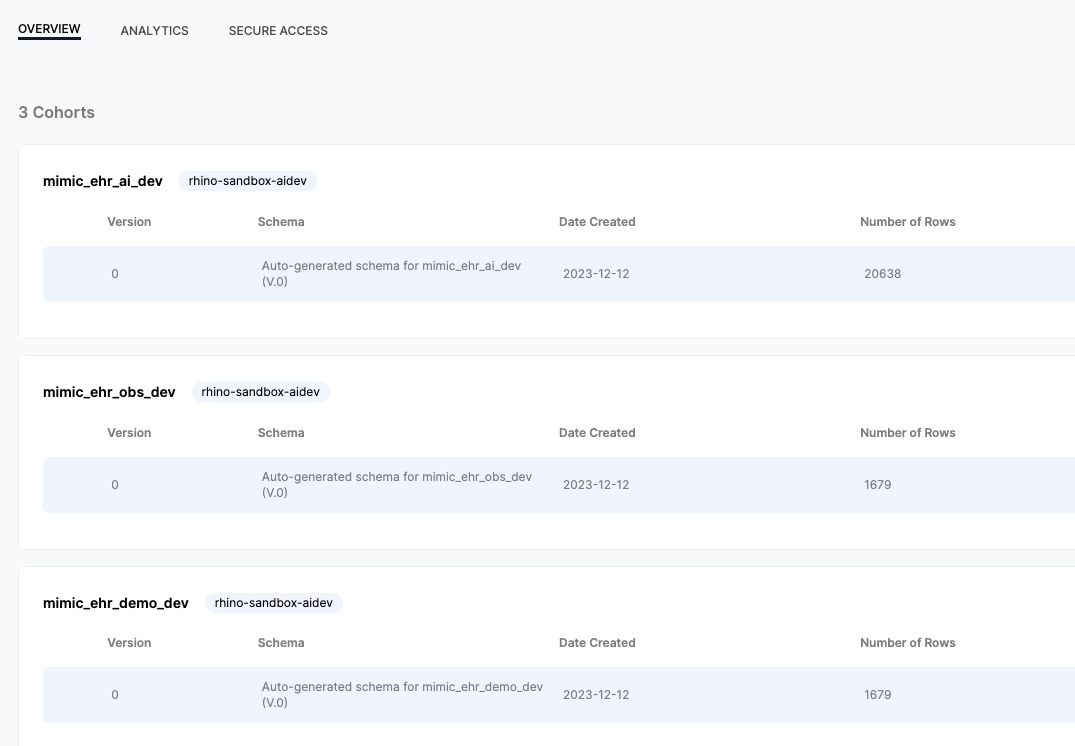 OVERVIEW ANALYTICS SECURE ACCESS
3 Cohorts
mimic_ehr_ai_dev rhino-sandbox-aidev
Version Schema Date Created Number of Rows
0 Auto-generated schema for mimic_ehr_ai_dev 2023-12-12 20638
(V.0)
mimic_ehr_obs_dev rhino-sandbox-aidev
Version Schema Date Created Number of Rows
0 Auto-generated schema for mimic_ehr_obs_dev 2023-12-12 1679
(V.0)
mimic_ehr_demo_dev rhino-sandbox-aidev
Version Schema Date Created Number of Rows
0 Auto-generated schema for mimic_ehr_demo_dev 2023-12-12 1679
(V.0)